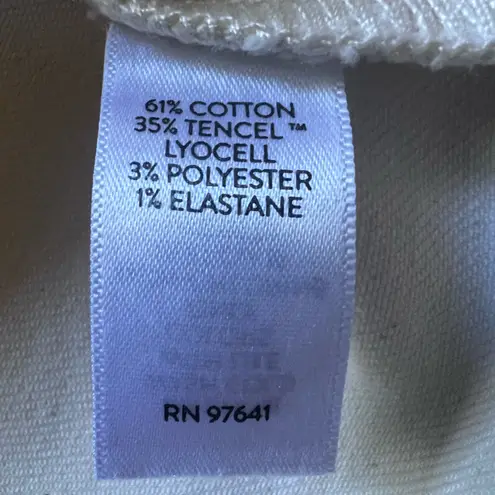 61% COTTON
35% TENCEL™
LYOCELL
3% POLYESTER
1% ELASTANE
RN 97641